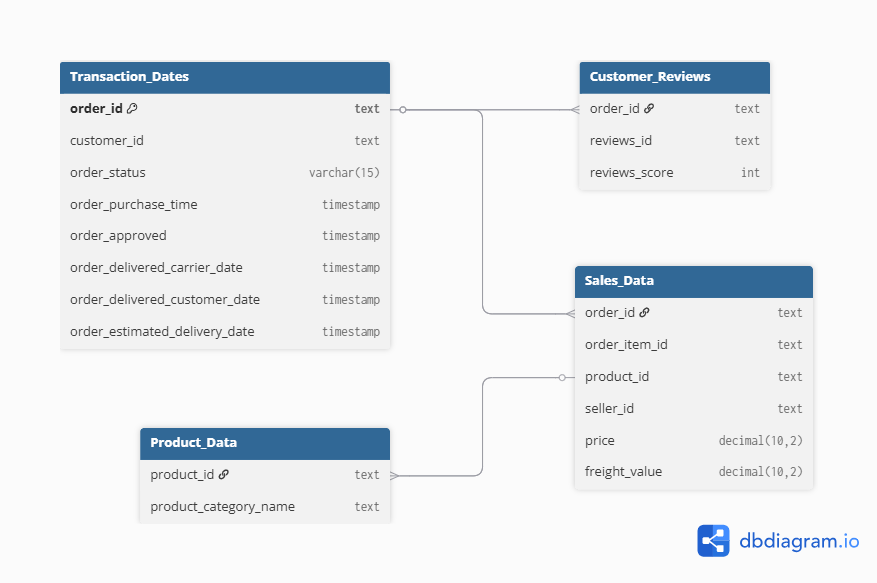 Transaction_Dates
order_id text
customer_id text
order_status varchar(15)
order_purchase_time timestamp
order_approved timestamp
order_delivered_carrier_date timestamp
order_delivered_customer_date timestamp
order_estimated_delivery_date timestamp
Customer_Reviews
order_id text
reviews_id text
reviews_score int
Sales_Data
order_id text
order_item_id text
product_id text
seller_id text
price decimal(10,2)
freight_value decimal(10,2)
Product_Data
product_id text
product_category_name text
dbdiagram.io